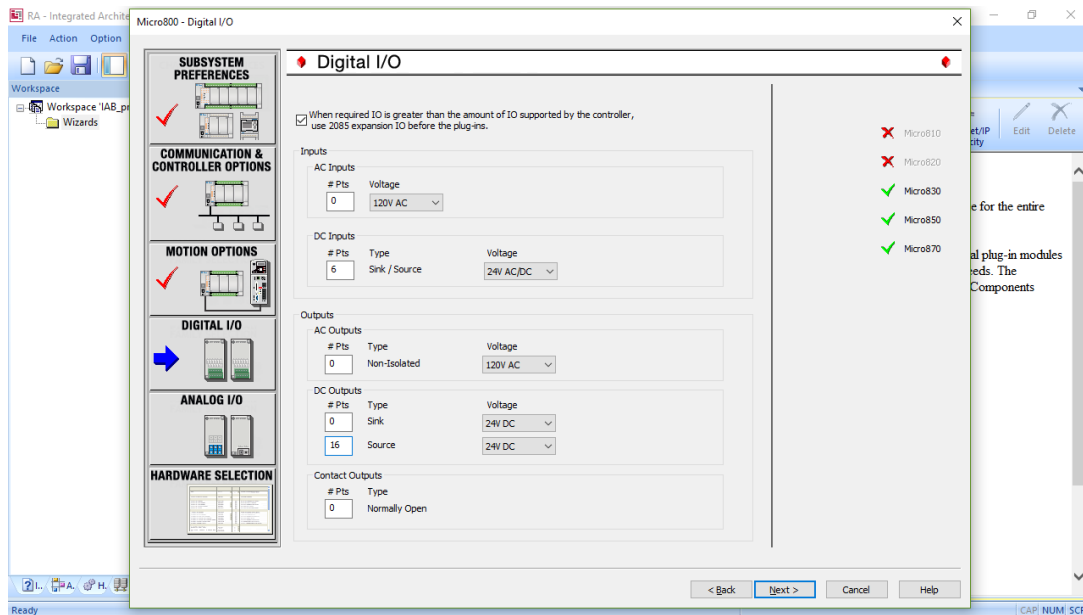 RA - Integrated Archite
File Action Option
Workspace
Workspace 'IAB_pr
Wizards
Micro800 - Digital I/O
SUBSYSTEM
PREFERENCES
COMMUNICATION &
CONTROLLER OPTIONS
MOTION OPTIONS
DIGITAL I/O
ANALOG I/O
HARDWARE SELECTION
Digital I/O
When required IO is greater than the amount of IO supported by the controller,
use 2085 expansion IO before the plug-ins.
Inputs
AC Inputs
# Pts Voltage
0 120V AC
DC Inputs
# Pts Type Voltage
6 Sink / Source 24V AC/DC
Outputs
AC Outputs
# Pts Type Voltage
0 Non-Isolated 120V AC
DC Outputs
# Pts Type Voltage
0 Sink 24V DC
16 Source 24V DC
Contact Outputs
# Pts Type
0 Normally Open
Micro810
Micro820
Micro830
Micro850
Micro870
et/IP
city
Edit Delete
e for the entire
al plug-in modules
eeds. The
Components
< Back Next > Cancel Help
I.. A. H.
Ready
CAP NUM SCF